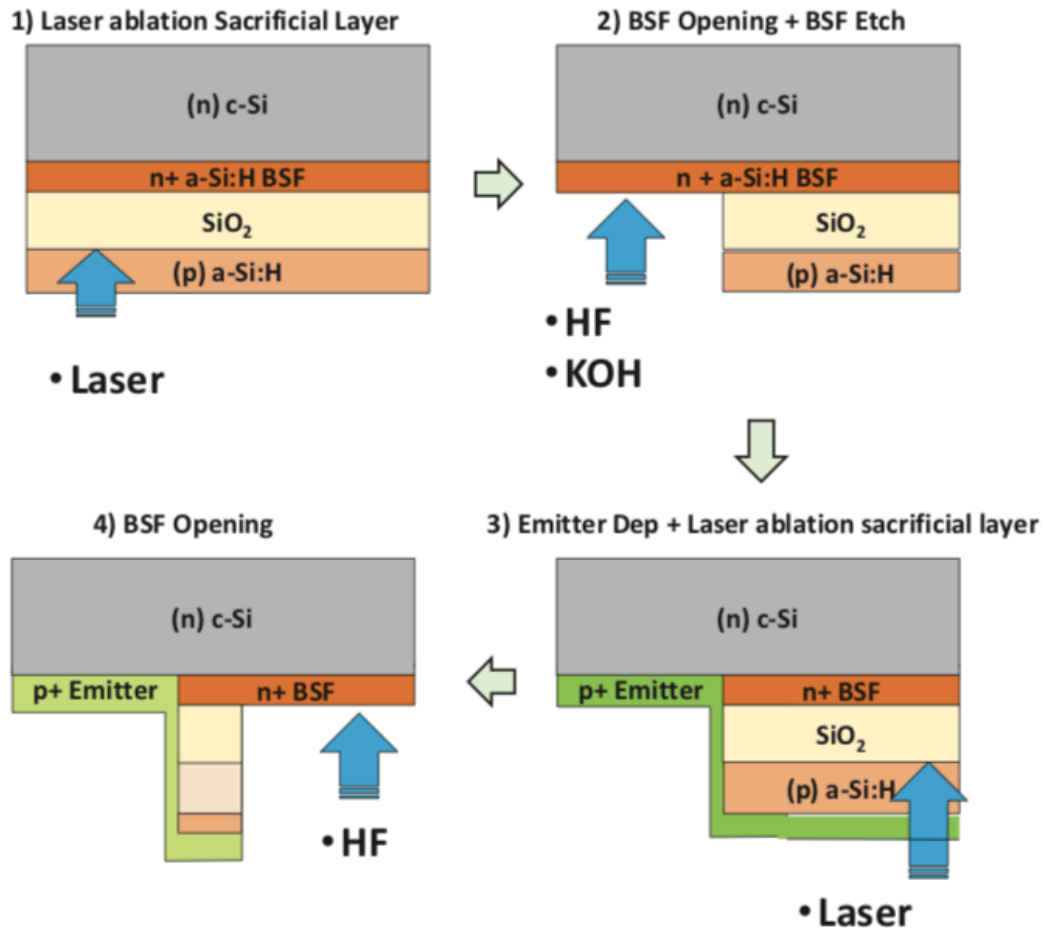 1) Laser ablation Sacrificial Layer
(n) c-Si
n+ a-Si:H BSF
SiO₂
(p) a-Si:H
• Laser
2) BSF Opening + BSF Etch
(n) c-Si
n + a-Si:H BSF
SiO₂
(p) a-Si:H
• HF
• KOH
3) Emitter Dep + Laser ablation sacrificial layer
(n) c-Si
p+ Emitter
n+ BSF
SiO₂
(p) a-Si:H
• Laser
4) BSF Opening
(n) c-Si
p+ Emitter
n+ BSF
• HF